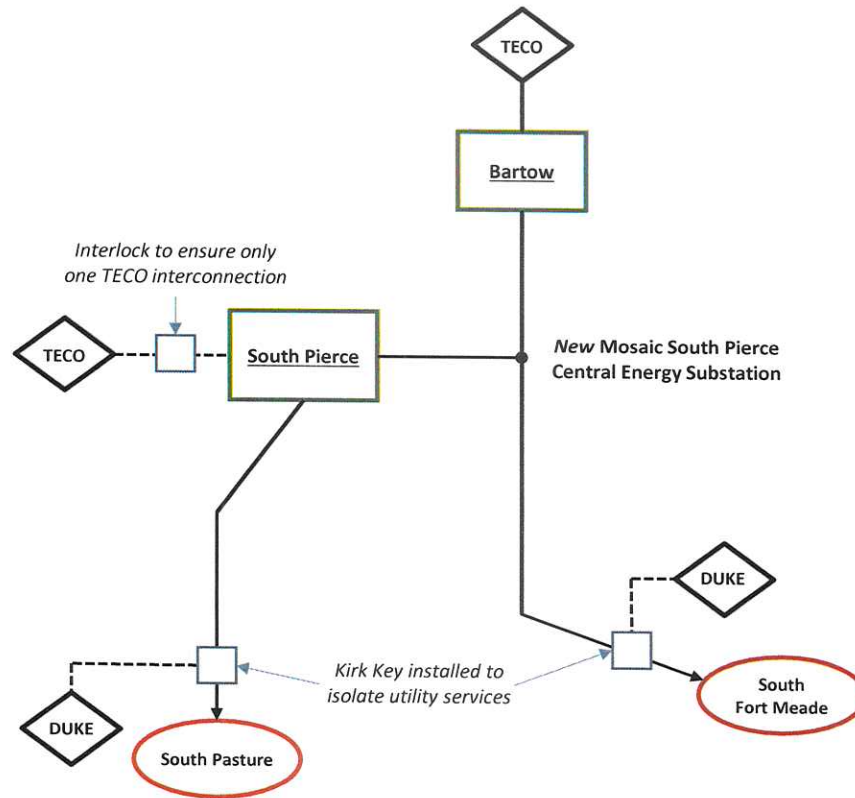 TECO
Bartow
Interlock to ensure only
one TECO interconnection
TECO
South Pierce
New Mosaic South Pierce
Central Energy Substation
DUKE
Kirk Key installed to
isolate utility services
South
Fort Meade
DUKE
South Pasture